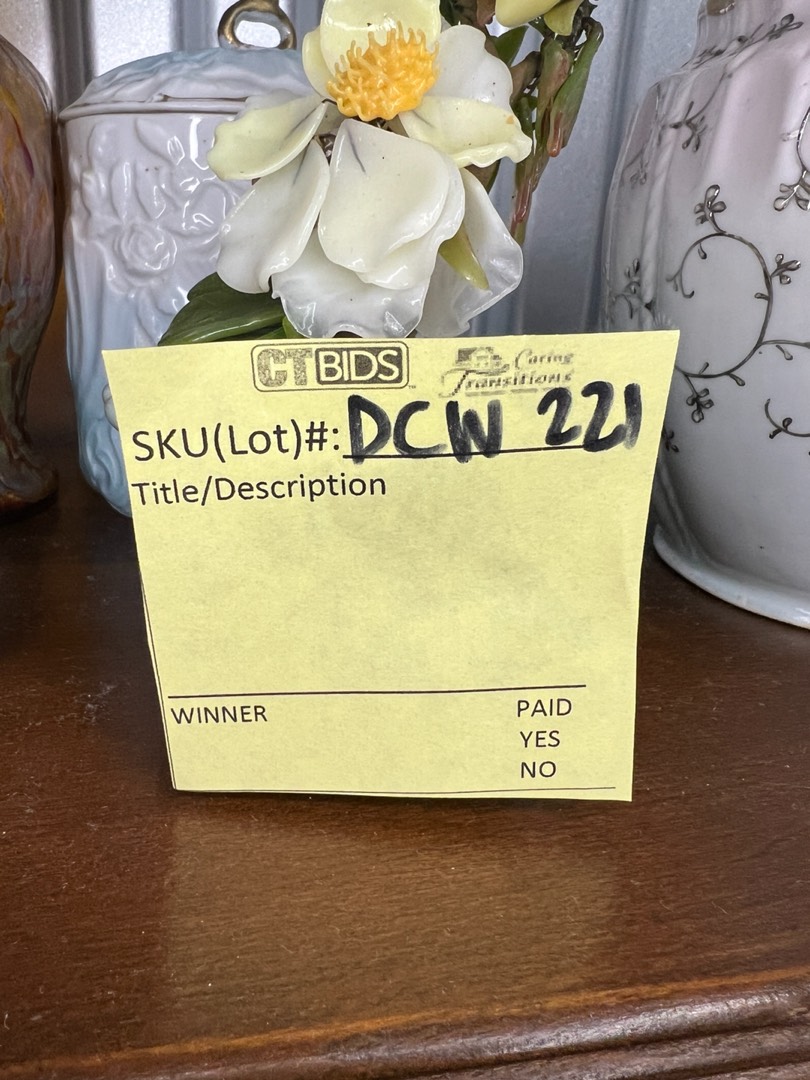 CTBIDS
Caring Transitions
SKU(Lot)#: DCW 221
Title/Description
WINNER PAID
YES
NO